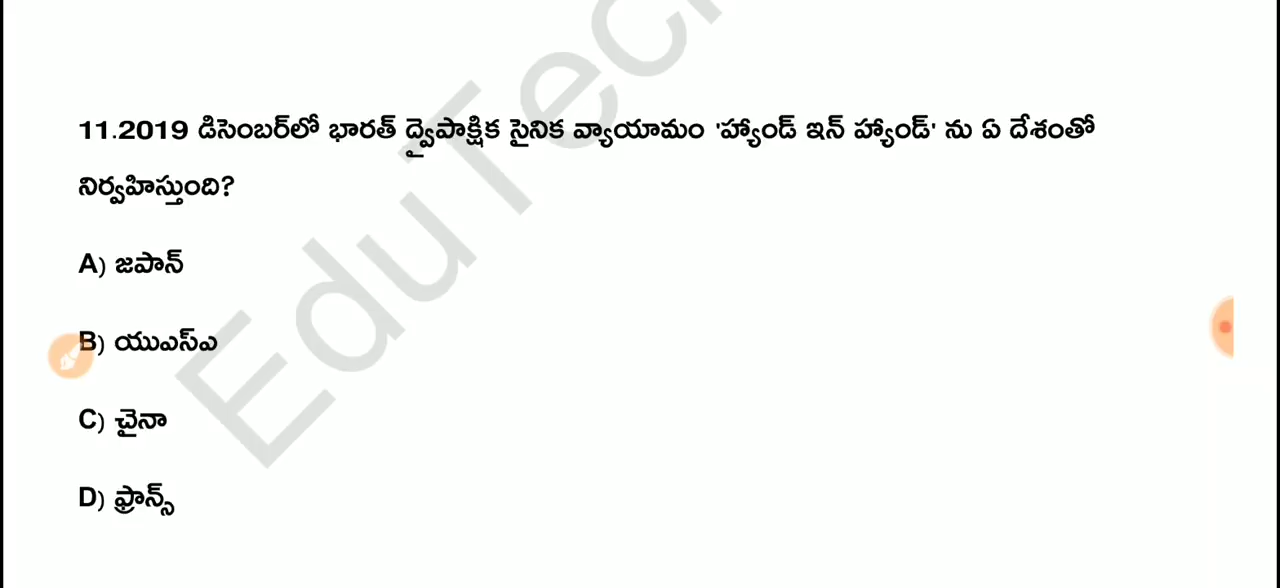 11.2019 డిసెంబర్‌లో భారత్ ద్వైపాక్షిక సైనిక వ్యాయామం 'హ్యాండ్ ఇన్ హ్యాండ్' ను ఏ దేశంతో
నిర్వహిస్తుంది?
A) జపాన్
B) యుఎస్ఎ
C) చైనా
D) ఫ్రాన్స్
EduTec